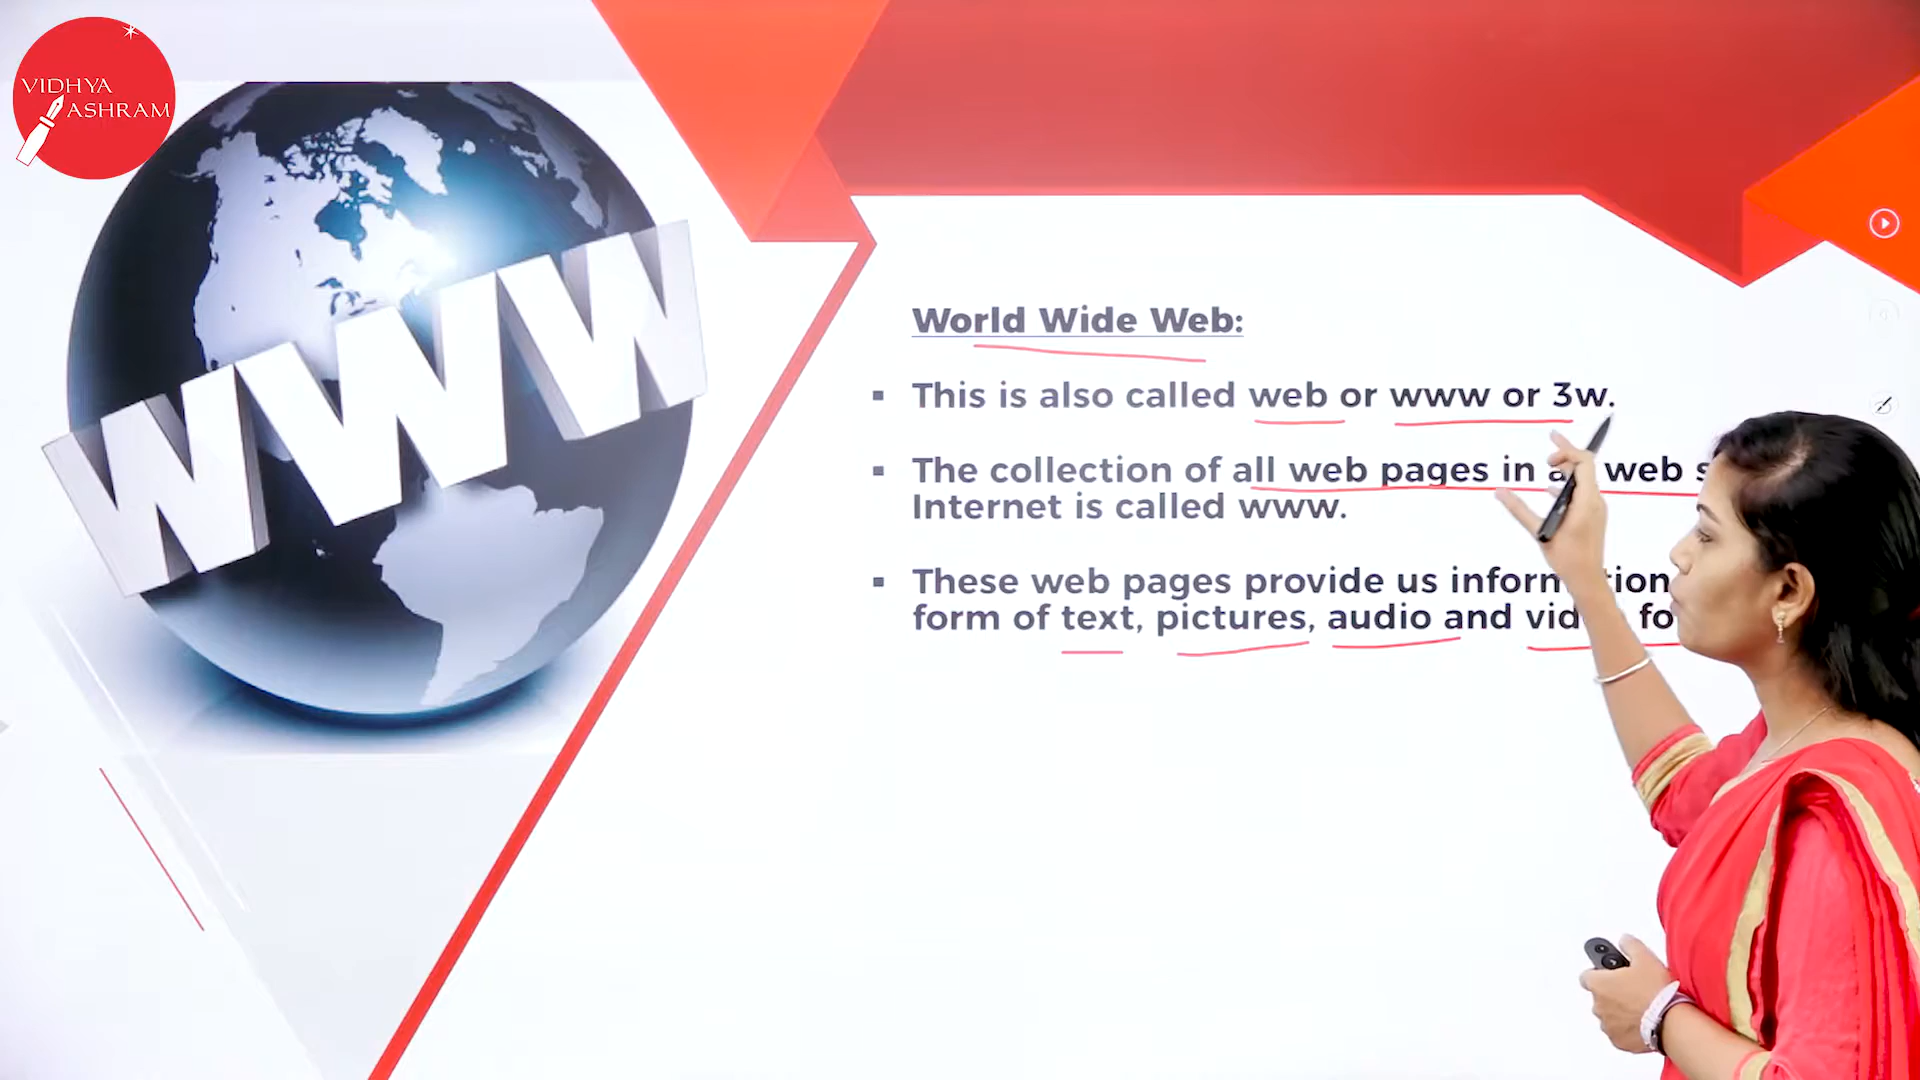 VIDHYA
ASHRAM
WWW
World Wide Web:
▪ This is also called web or www or 3w.
▪ The collection of all web pages in web
Internet is called www.
▪ These web pages provide us
form of text, pictures, audio and